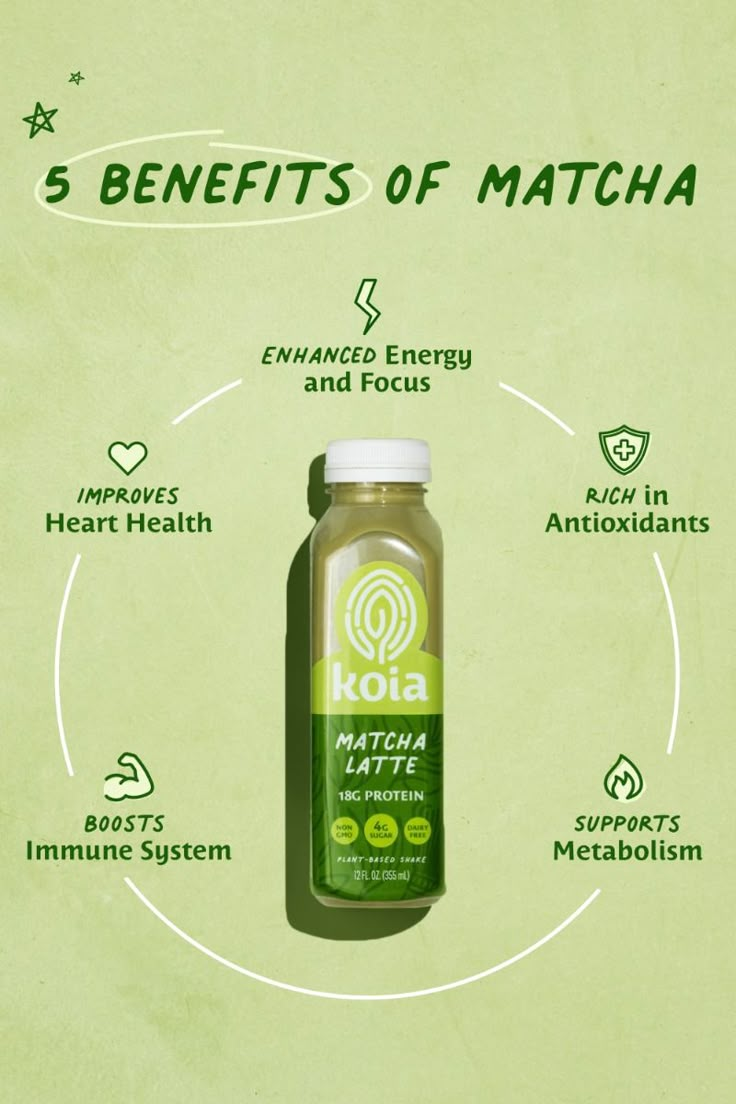 5 BENEFITS OF MATCHA
ENHANCED Energy
and Focus
IMPROVES
Heart Health
RICH in
Antioxidants
koia
MATCHA
LATTE
18G PROTEIN
NON
GMO
4G
SUGAR
DAIRY
FREE
PLANT-BASED SHAKE
12 FL. OZ. (355 mL)
BOOSTS
Immune System
SUPPORTS
Metabolism